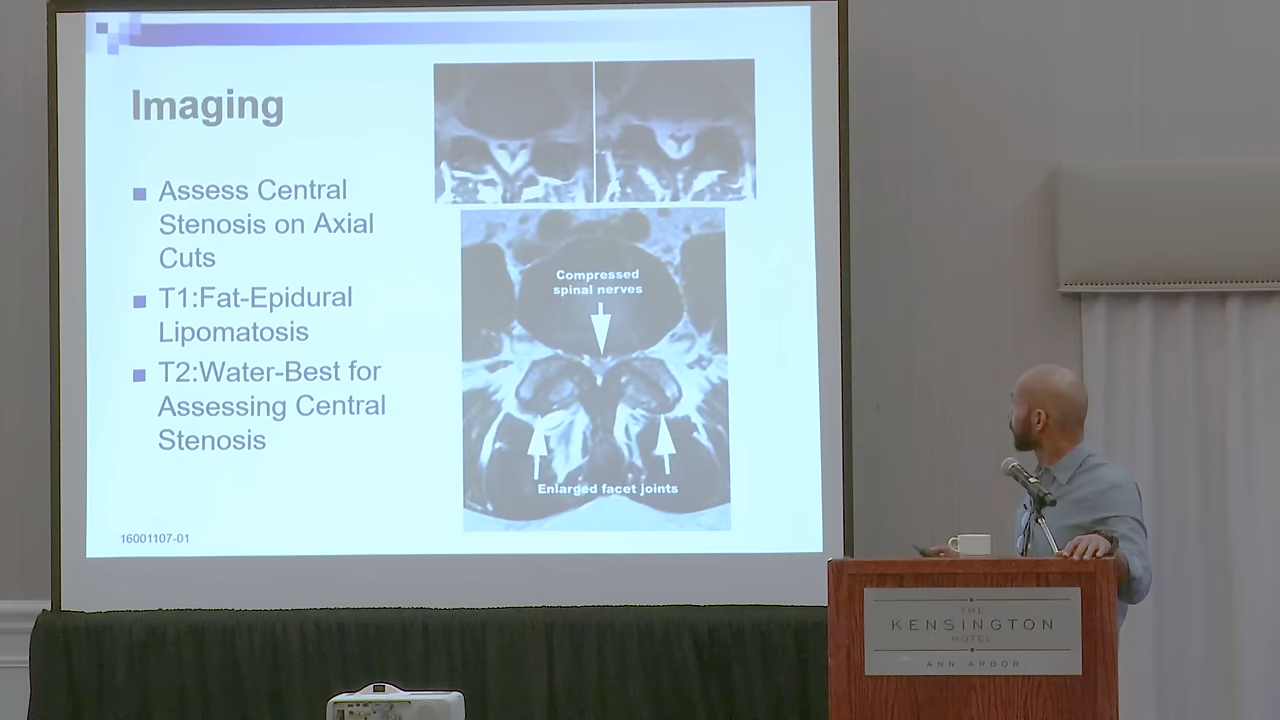 Imaging
Assess Central
Stenosis on Axial
Cuts
T1:Fat-Epidural
Lipomatosis
T2:Water-Best for
Assessing Central
Stenosis
16001107-01
Compressed
spinal nerves
Enlarged facet joints
THE
KENSINGTON
HOTEL
ANN ARBOR